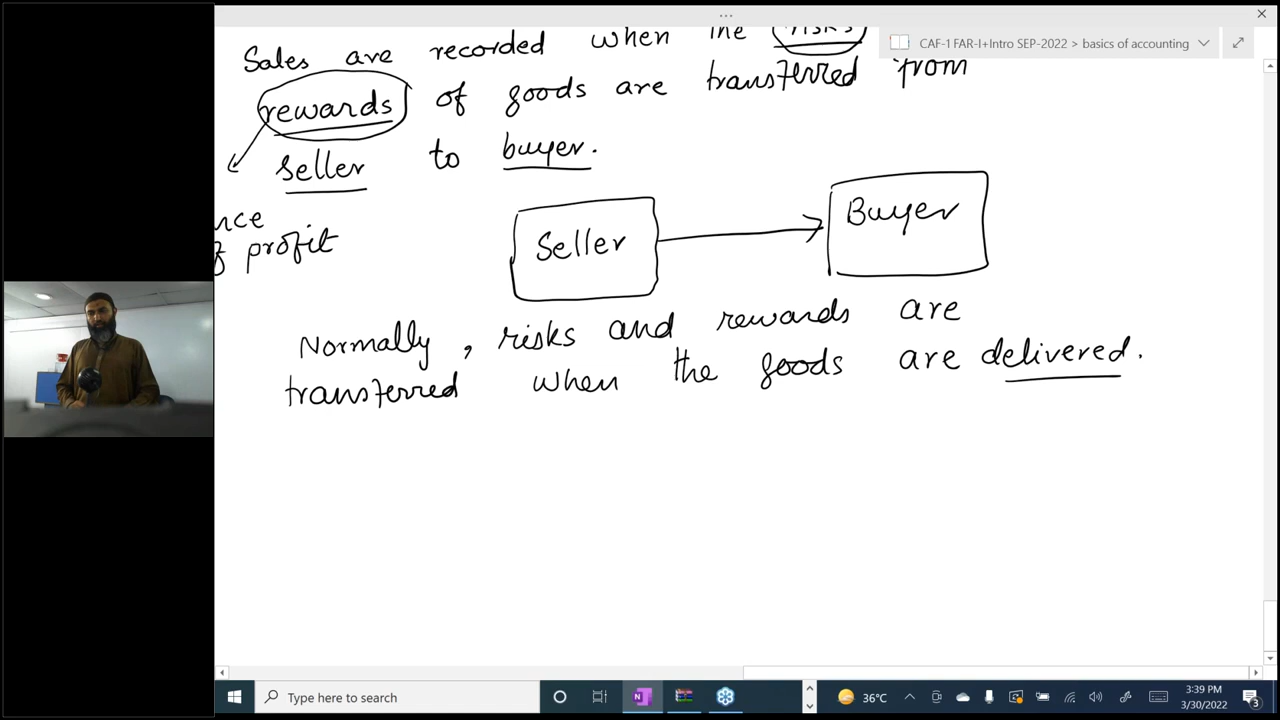 CAF-1 FAR-I+Intro SEP-2022 > basics of accounting
Sales are recorded when the risks
rewards of goods are transferred from
seller to buyer.
profit
Seller
Buyer
Normally, risks and rewards are
transferred when the goods are delivered.
Type here to search
36°C
3:39 PM
3/30/2022
3